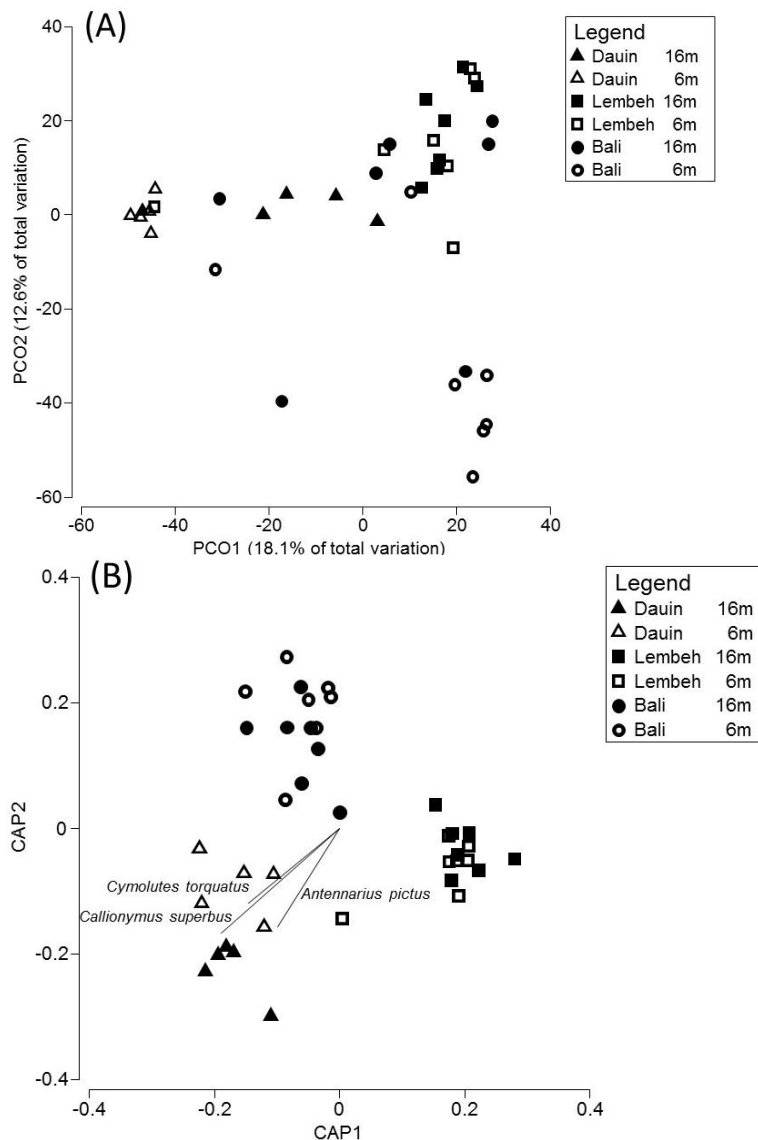 (A)
Legend
Dauin 16m
Dauin 6m
Lembeh 16m
Lembeh 6m
Bali 16m
Bali 6m
40
20
0
-20
-40
-60
PCO2 (12.6% of total variation)
-60
-40
-20
0
20
40
PCO1 (18.1% of total variation)
(B)
Legend
Dauin 16m
Dauin 6m
Lembeh 16m
Lembeh 6m
Bali 16m
Bali 6m
0.4
0.2
0
-0.2
-0.4
CAP2
Cymolutes torquatus
Callionymus superbus
Antennarius pictus
-0.4
-0.2
0
0.2
0.4
CAP1